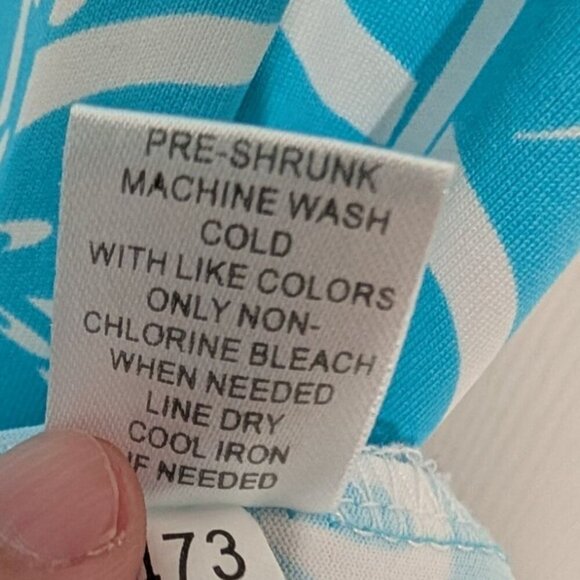 PRE-SHRUNK
MACHINE WASH
COLD
WITH LIKE COLORS
ONLY NON-
CHLORINE BLEACH
WHEN NEEDED
LINE DRY
COOL IRON
IF NEEDED
473